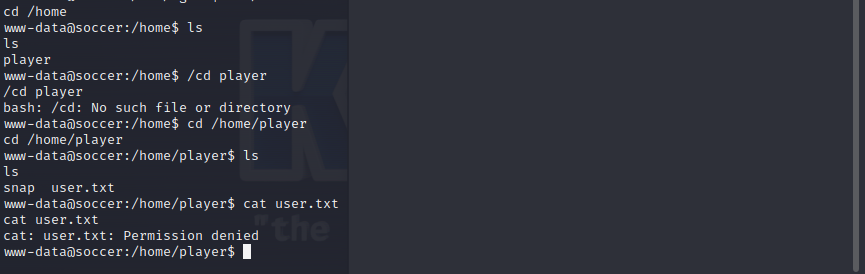 cd /home
www-data@soccer:/home$ ls
ls
player
www-data@soccer:/home$ /cd player
/cd player
bash: /cd: No such file or directory
www-data@soccer:/home$ cd /home/player
cd /home/player
www-data@soccer:/home/player$ ls
ls
snap  user.txt
www-data@soccer:/home/player$ cat user.txt
cat user.txt
cat: user.txt: Permission denied
www-data@soccer:/home/player$
"the